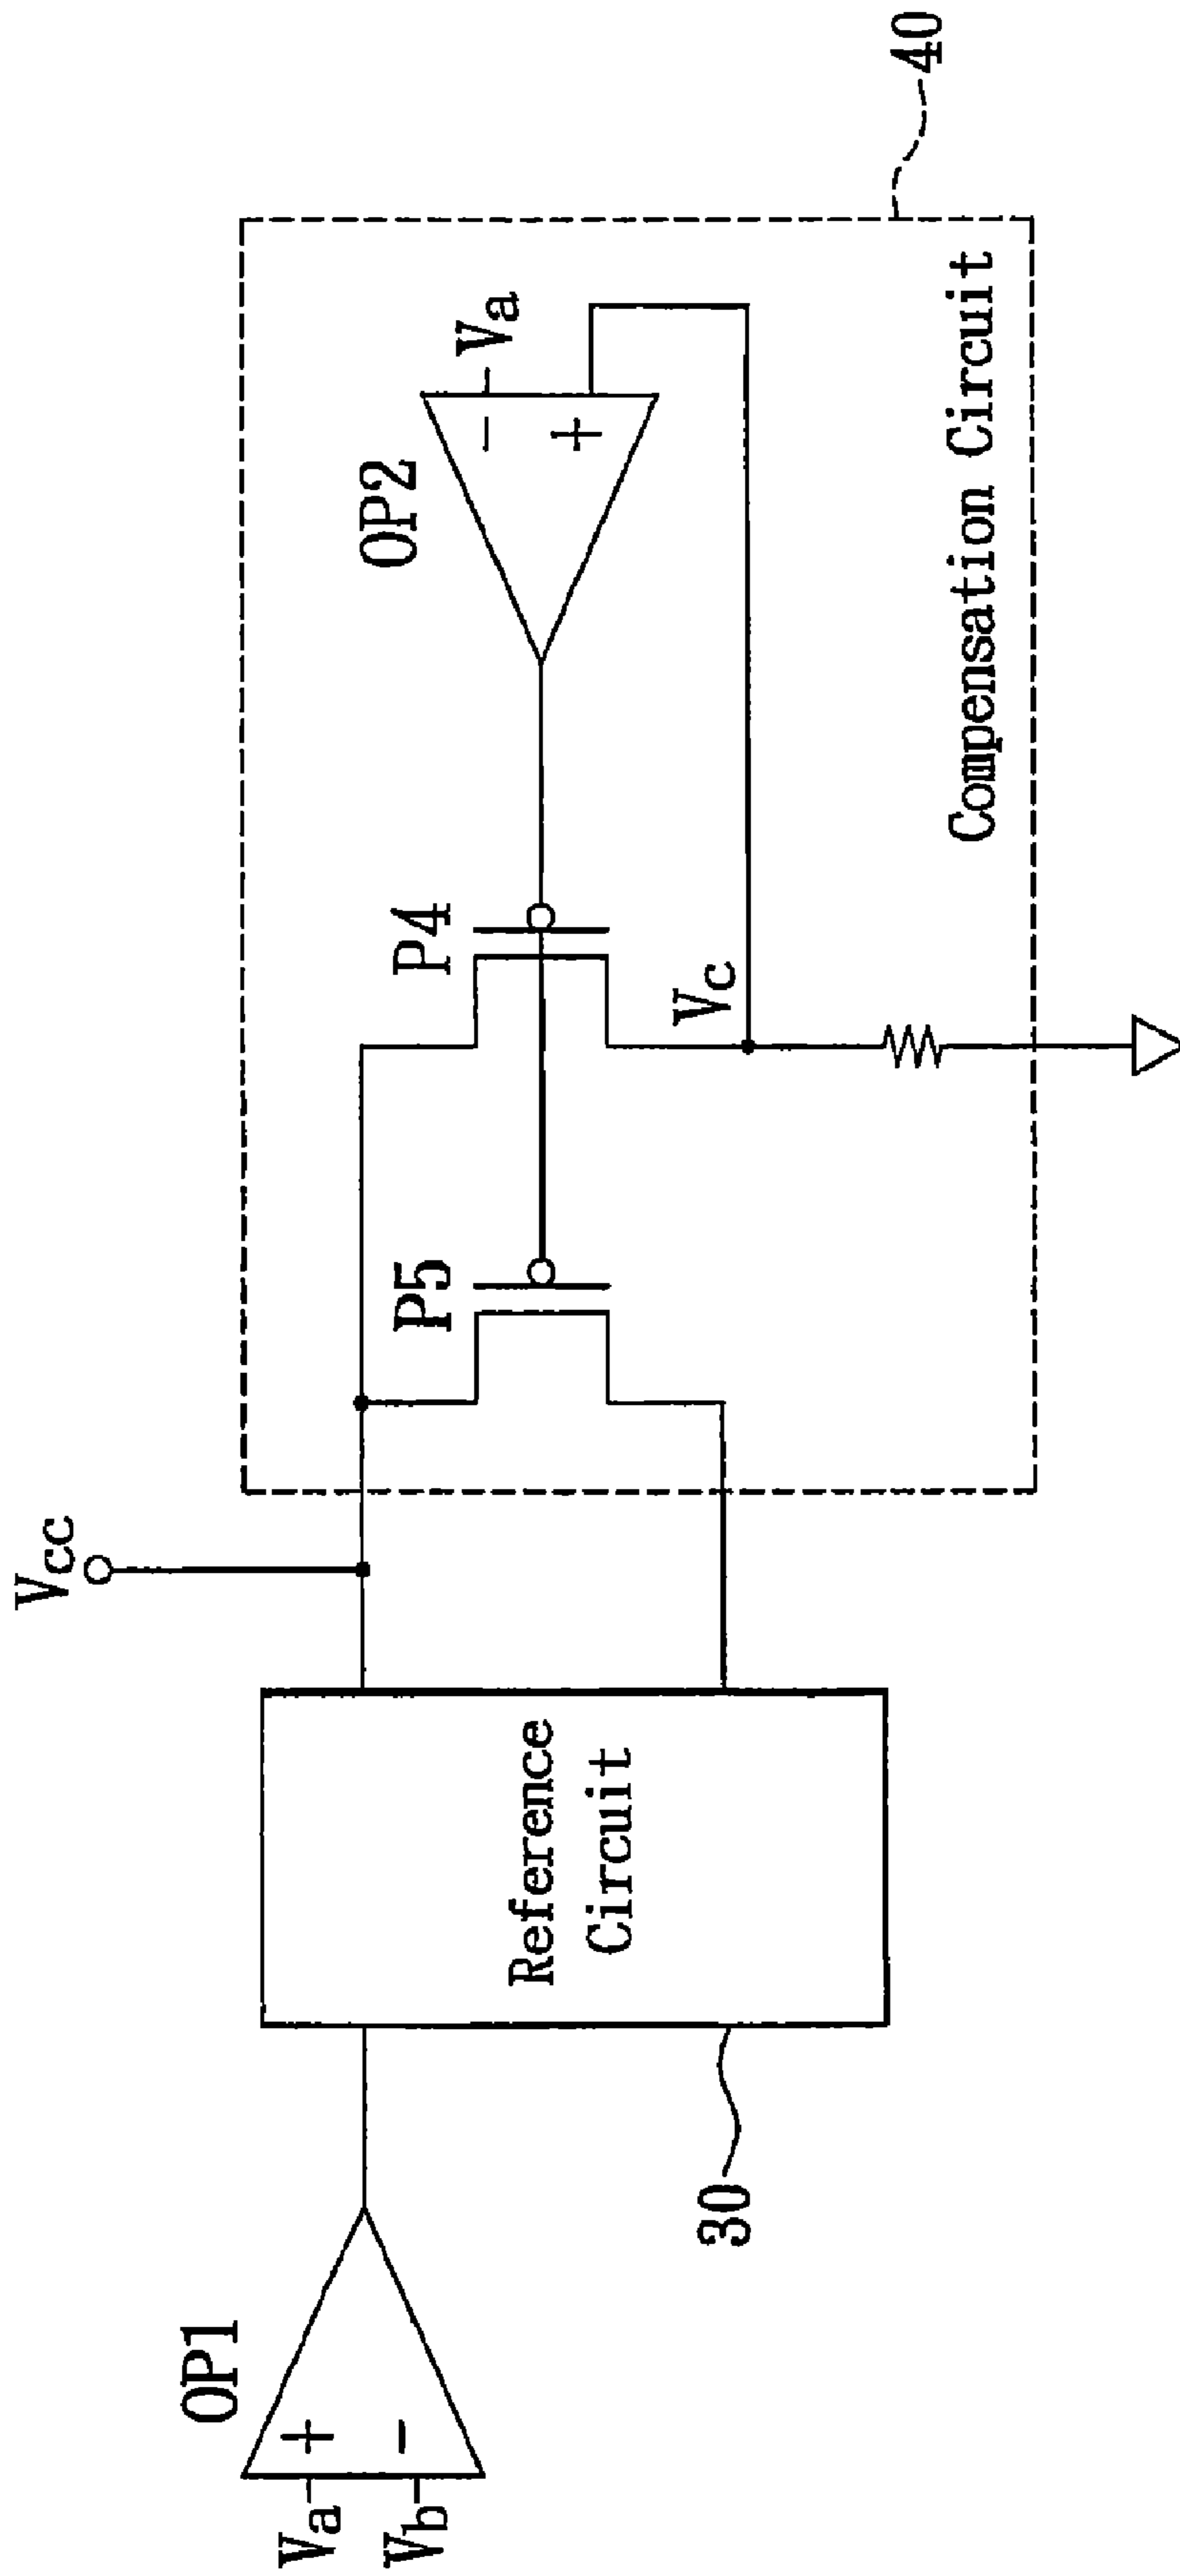 Vcc
40
OP1
Va
+
Vb
−
Reference
Circuit
30
P5
P4
OP2
Va
−
+
Vc
Compensation Circuit